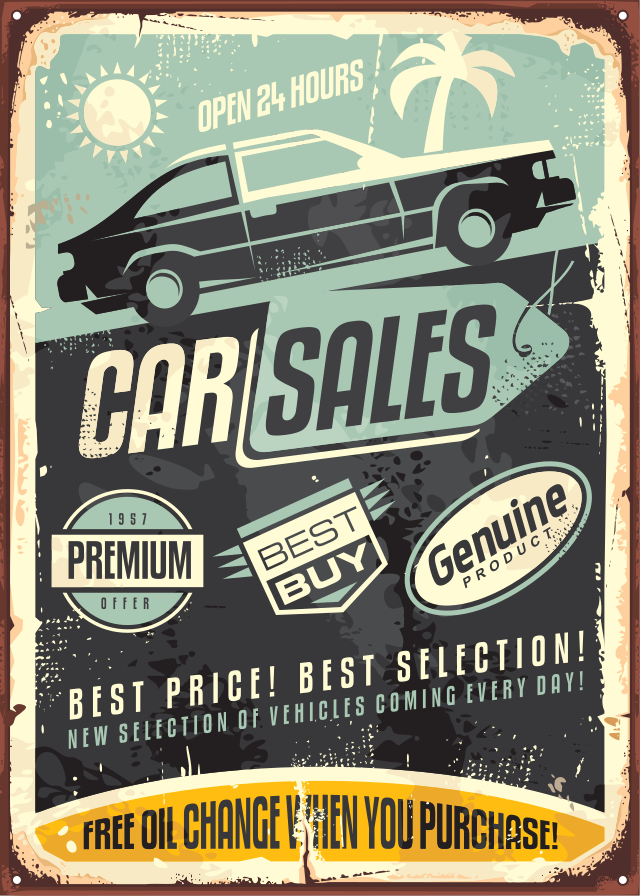 OPEN 24 HOURS
CAR SALES
1957
PREMIUM
OFFER
BEST
BUY
Genuine
PRODUCT
BEST PRICE! BEST SELECTION!
NEW SELECTION OF VEHICLES COMING EVERY DAY!
FREE OIL CHANGE WHEN YOU PURCHASE!